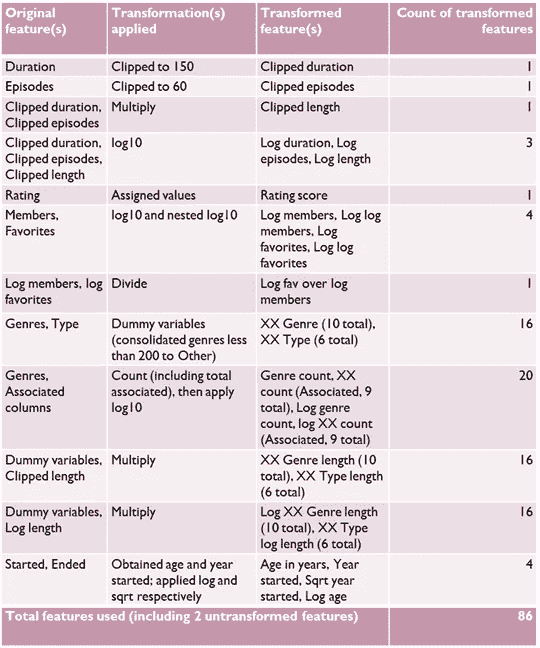 Original feature(s) Transformation(s) applied Transformed feature(s) Count of transformed features
Duration Clipped to 150 Clipped duration 1
Episodes Clipped to 60 Clipped episodes 1
Clipped duration, Multiply Clipped length 1
Clipped episodes
Clipped duration, log10 Log duration, Log 3
Clipped episodes, episodes, Log length
Clipped length
Rating Assigned values Rating score 1
Members, log10 and nested log10 Log members, Log log 4
Favorites members, Log
favorites, Log log
favorites
Log members, log Divide Log fav over log 1
favorites members
Genres, Type Dummy variables XX Genre (10 total), 16
(consolidated genres less XX Type (6 total)
than 200 to Other)
Genres, Count (including total Genre count, XX 20
Associated associated), then apply count (Associated, 9
columns log10 total), Log genre
count, log XX count
(Associated, 9 total)
Dummy variables, Multiply XX Genre length (10 16
Clipped length total), XX Type length
(6 total)
Dummy variables, Multiply Log XX Genre length 16
Log length (10 total), XX Type
log length (6 total)
Started, Ended Obtained age and year Age in years, Year 4
started; applied log and started, Sqrt year
sqrt respectively started, Log age
Total features used (including 2 untransformed features) 86